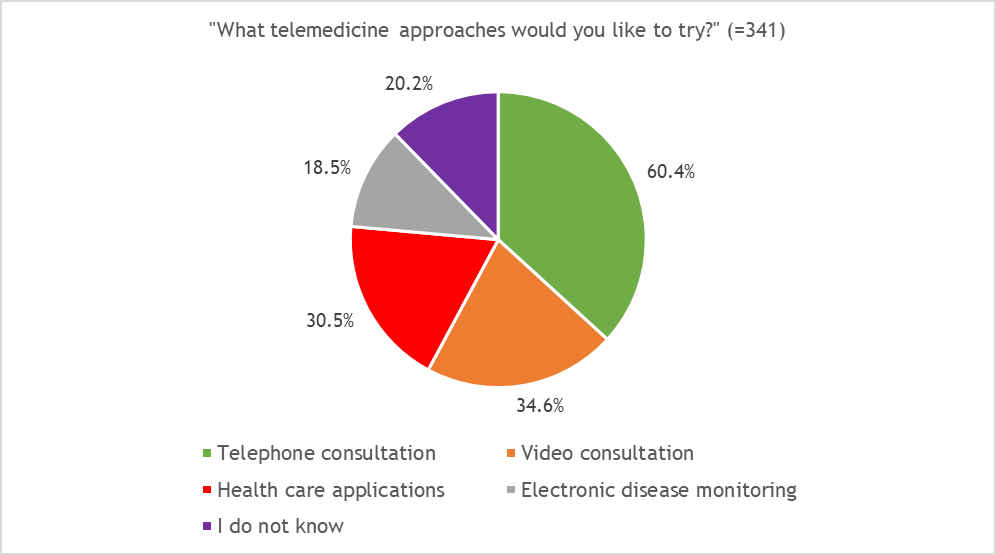 "What telemedicine approaches would you like to try?" (=341)
20.2%
60.4%
18.5%
30.5%
34.6%
Telephone consultation
Video consultation
Health care applications
Electronic disease monitoring
I do not know